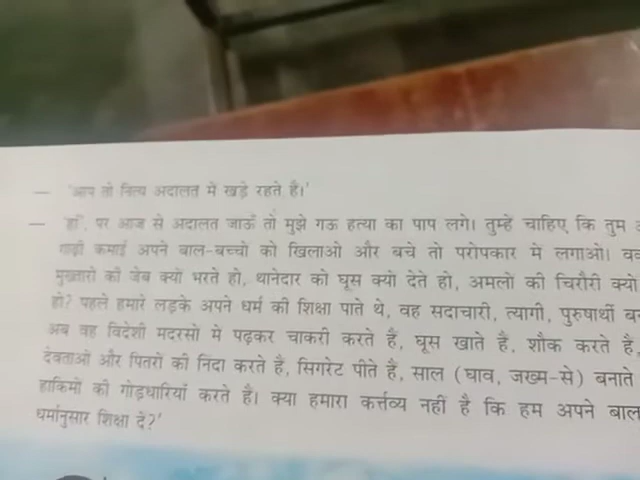 — 'आप तो नित्य अदालत में खड़े रहते है।'
— 'हाँ, पर आज से अदालत जाऊँ तो मुझे गऊ हत्या का पाप लगे। तुम्हे चाहिए कि तुम
गाढ़ी कमाई अपने बाल-बच्चो को खिलाओ और बचे तो परोपकार में लगाओ।
मुख्तारो की जेब क्यों भरते हो, थानेदार को घूस क्यो देते हो, अमलो की चिरौरी क्यो
हो? पहले हमारे लड़के अपने धर्म की शिक्षा पाते थे, वह सदाचारी, त्यागी, पुरुषार्थी
अब वह विदेशी मदरसो में पढ़कर चाकरी करते है, घूस खाते है, शौक करते है,
देवताओ और पितरो की निंदा करते है, सिगरेट पीते है, साल (घाव, जख्म-से) बनाते
हाकिमो की गोड़धारियाँ करते है। क्या हमारा कर्त्तव्य नहीं है कि हम अपने बाल
धर्मानुसार शिक्षा दें?'